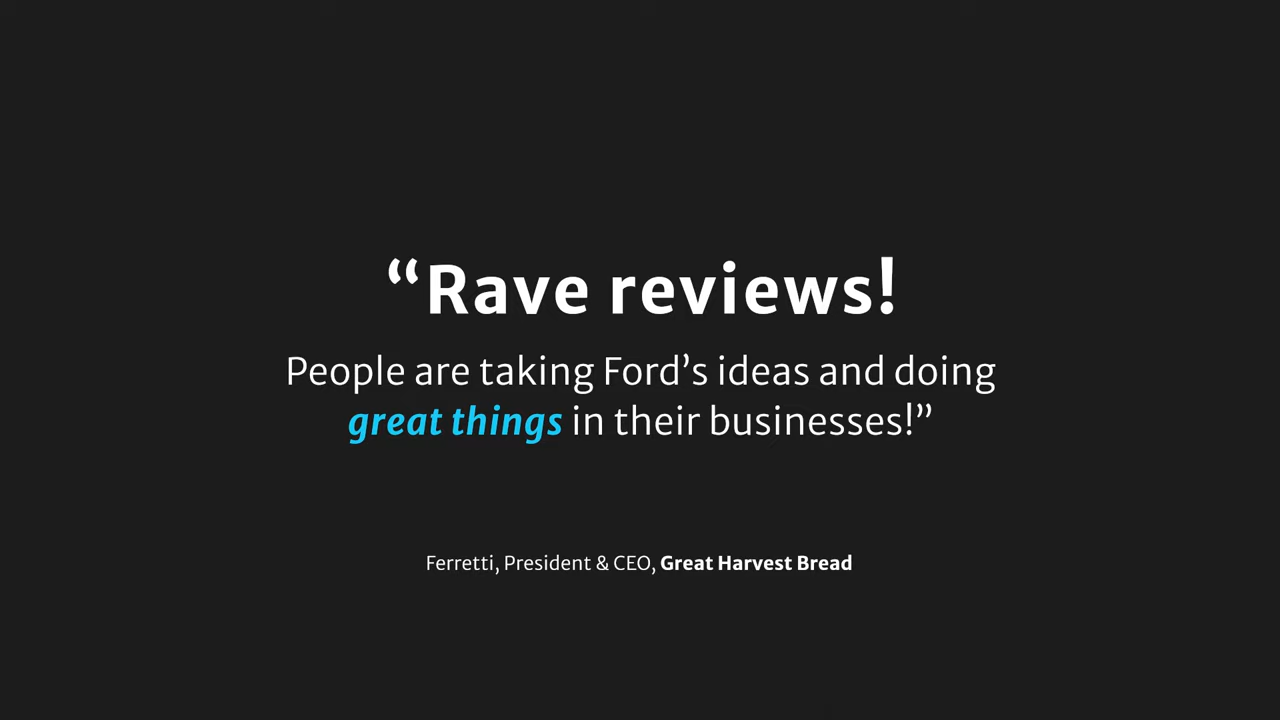 “Rave reviews!
People are taking Ford’s ideas and doing
great things in their businesses!”
Ferretti, President & CEO, Great Harvest Bread